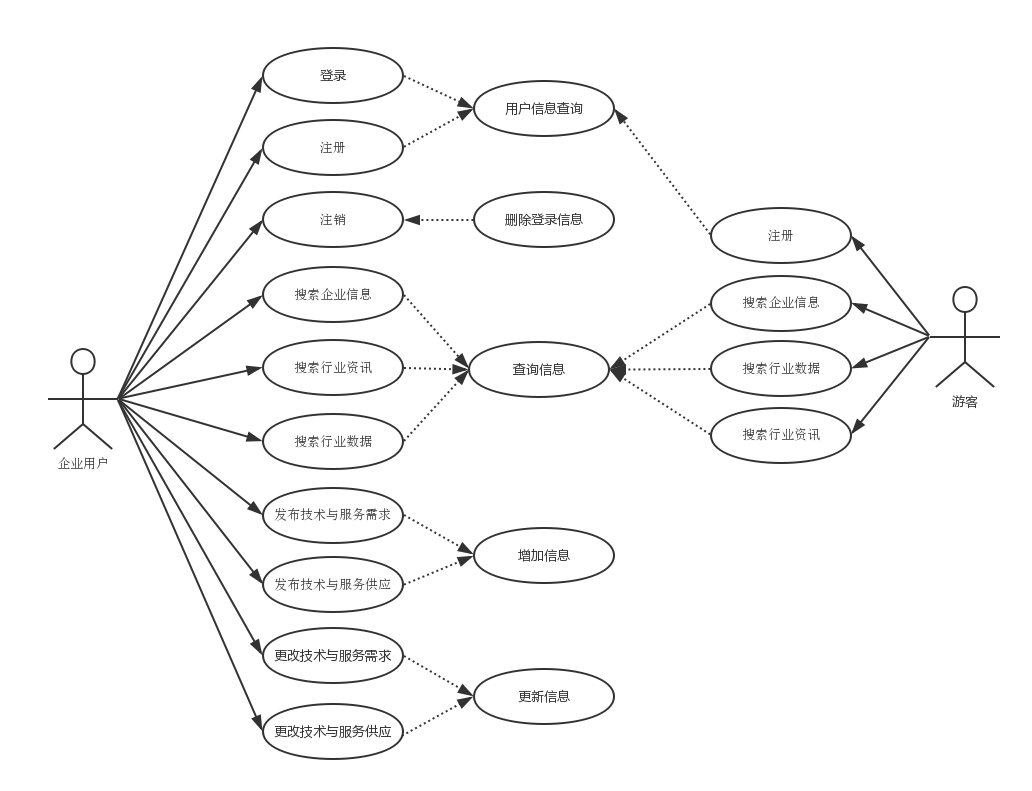 登录
用户信息查询
注册
注销
删除登录信息
注册
搜索企业信息
搜索企业信息
搜索行业资讯
查询信息
搜索行业数据
游客
搜索行业数据
搜索行业资讯
企业用户
发布技术与服务需求
增加信息
发布技术与服务供应
更改技术与服务需求
更新信息
更改技术与服务供应